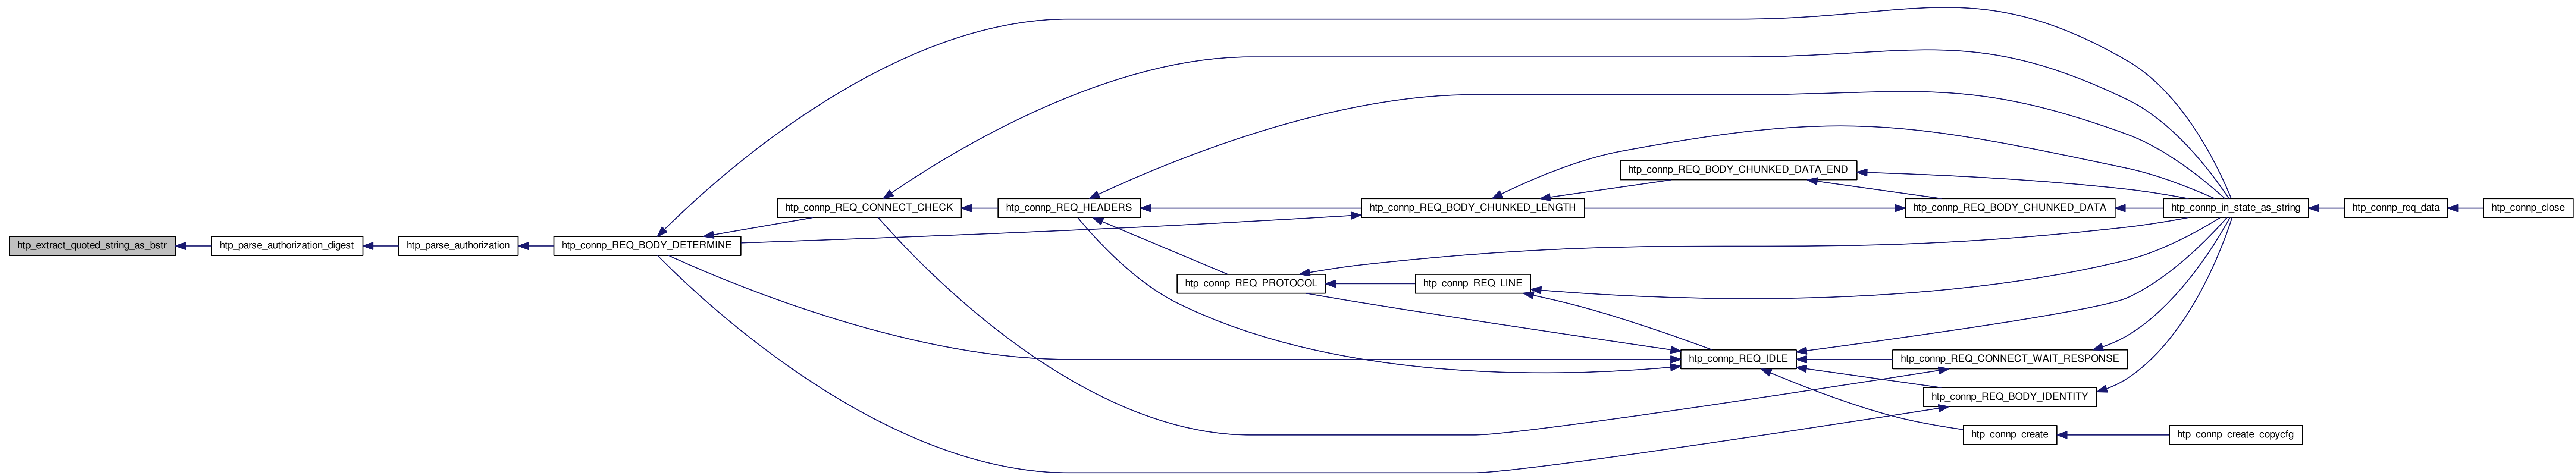 htp_extract_quoted_string_as_bstr
htp_parse_authorization_digest
htp_parse_authorization
htp_connp_REQ_BODY_DETERMINE
htp_connp_REQ_CONNECT_CHECK
htp_connp_REQ_HEADERS
htp_connp_REQ_PROTOCOL
htp_connp_REQ_BODY_CHUNKED_LENGTH
htp_connp_REQ_LINE
htp_connp_REQ_BODY_CHUNKED_DATA_END
htp_connp_REQ_IDLE
htp_connp_REQ_BODY_CHUNKED_DATA
htp_connp_REQ_CONNECT_WAIT_RESPONSE
htp_connp_REQ_BODY_IDENTITY
htp_connp_create
htp_connp_in_state_as_string
htp_connp_create_copycfg
htp_connp_req_data
htp_connp_close